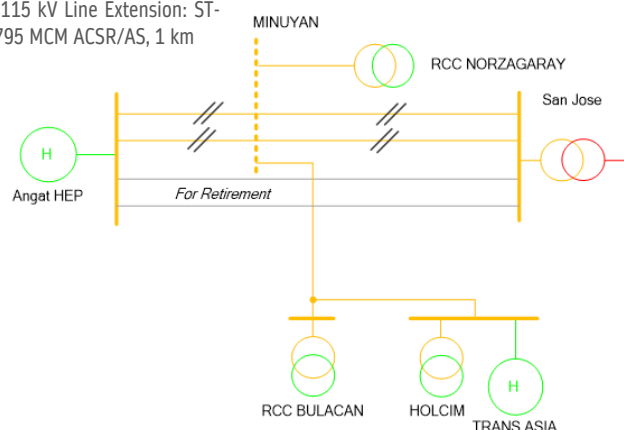 115 kV Line Extension: ST-
795 MCM ACSR/AS, 1 km
MINUYAN
RCC NORZAGARAY
San Jose
H
Angat HEP
For Retirement
RCC BULACAN
HOLCIM
H
TRANS ASIA